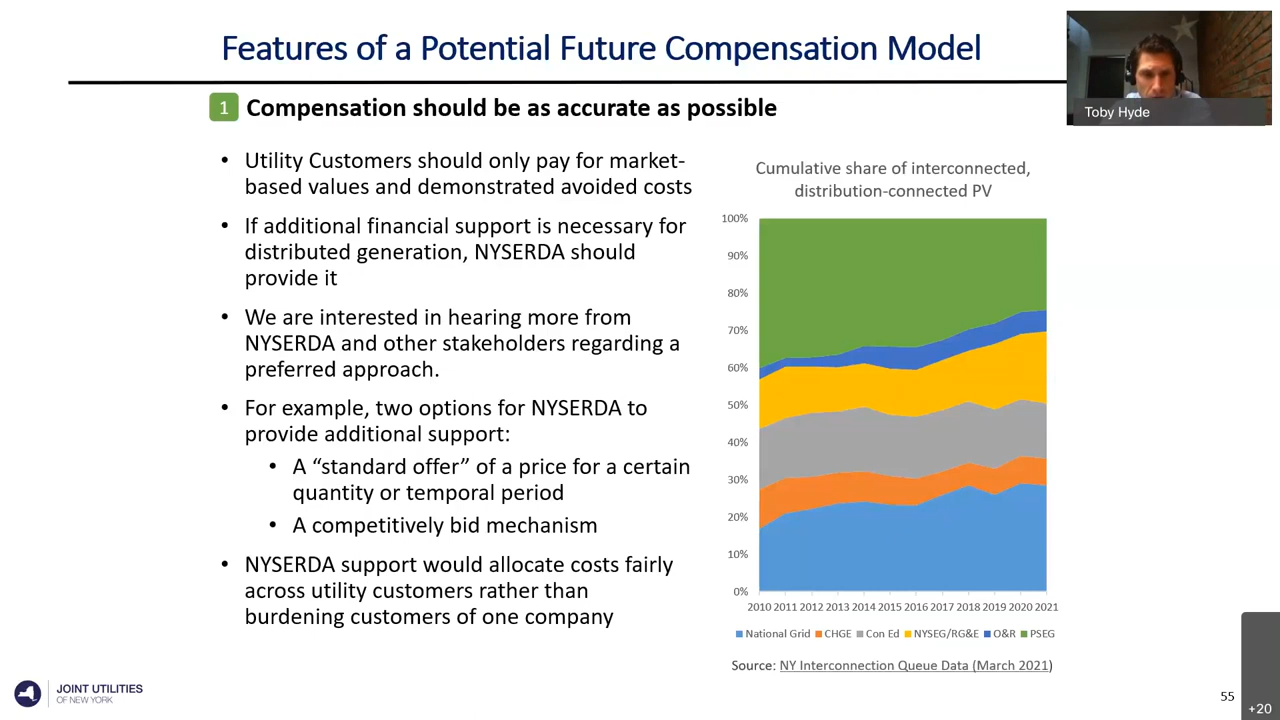 Features of a Potential Future Compensation Model
Toby Hyde
1 Compensation should be as accurate as possible
• Utility Customers should only pay for market-
based values and demonstrated avoided costs
• If additional financial support is necessary for
distributed generation, NYSERDA should
provide it
• We are interested in hearing more from
NYSERDA and other stakeholders regarding a
preferred approach.
• For example, two options for NYSERDA to
provide additional support:
• A “standard offer” of a price for a certain
quantity or temporal period
• A competitively bid mechanism
• NYSERDA support would allocate costs fairly
across utility customers rather than
burdening customers of one company
Cumulative share of interconnected,
distribution-connected PV
100%
90%
80%
70%
60%
50%
40%
30%
20%
10%
0%
2010 2011 2012 2013 2014 2015 2016 2017 2018 2019 2020 2021
National Grid CHGE Con Ed NYSEG/RG&E O&R PSEG
Source: NY Interconnection Queue Data (March 2021)
JOINT UTILITIES
OF NEW YORK
55
+20